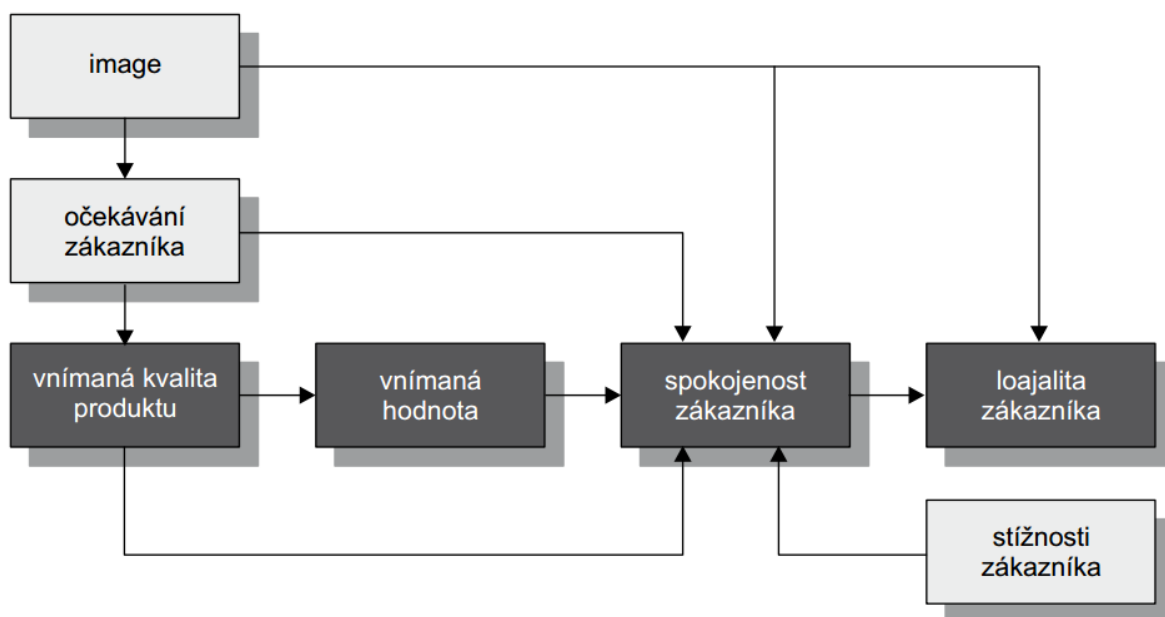 image
očekávání
zákazníka
vnímaná kvalita
produktu
vnímaná
hodnota
spokojenost
zákazníka
loajalita
zákazníka
stížnosti
zákazníka